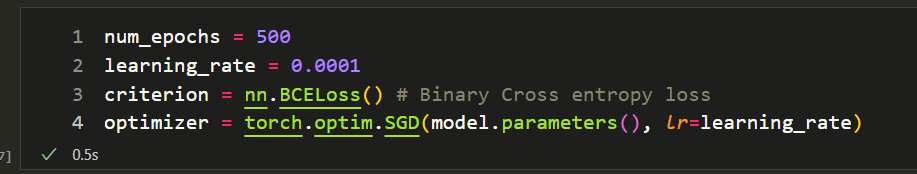 1 num_epochs = 500
2 learning_rate = 0.0001
3 criterion = nn.BCELoss() # Binary Cross entropy loss
4 optimizer = torch.optim.SGD(model.parameters(), lr=learning_rate)
7] ✓ 0.5s